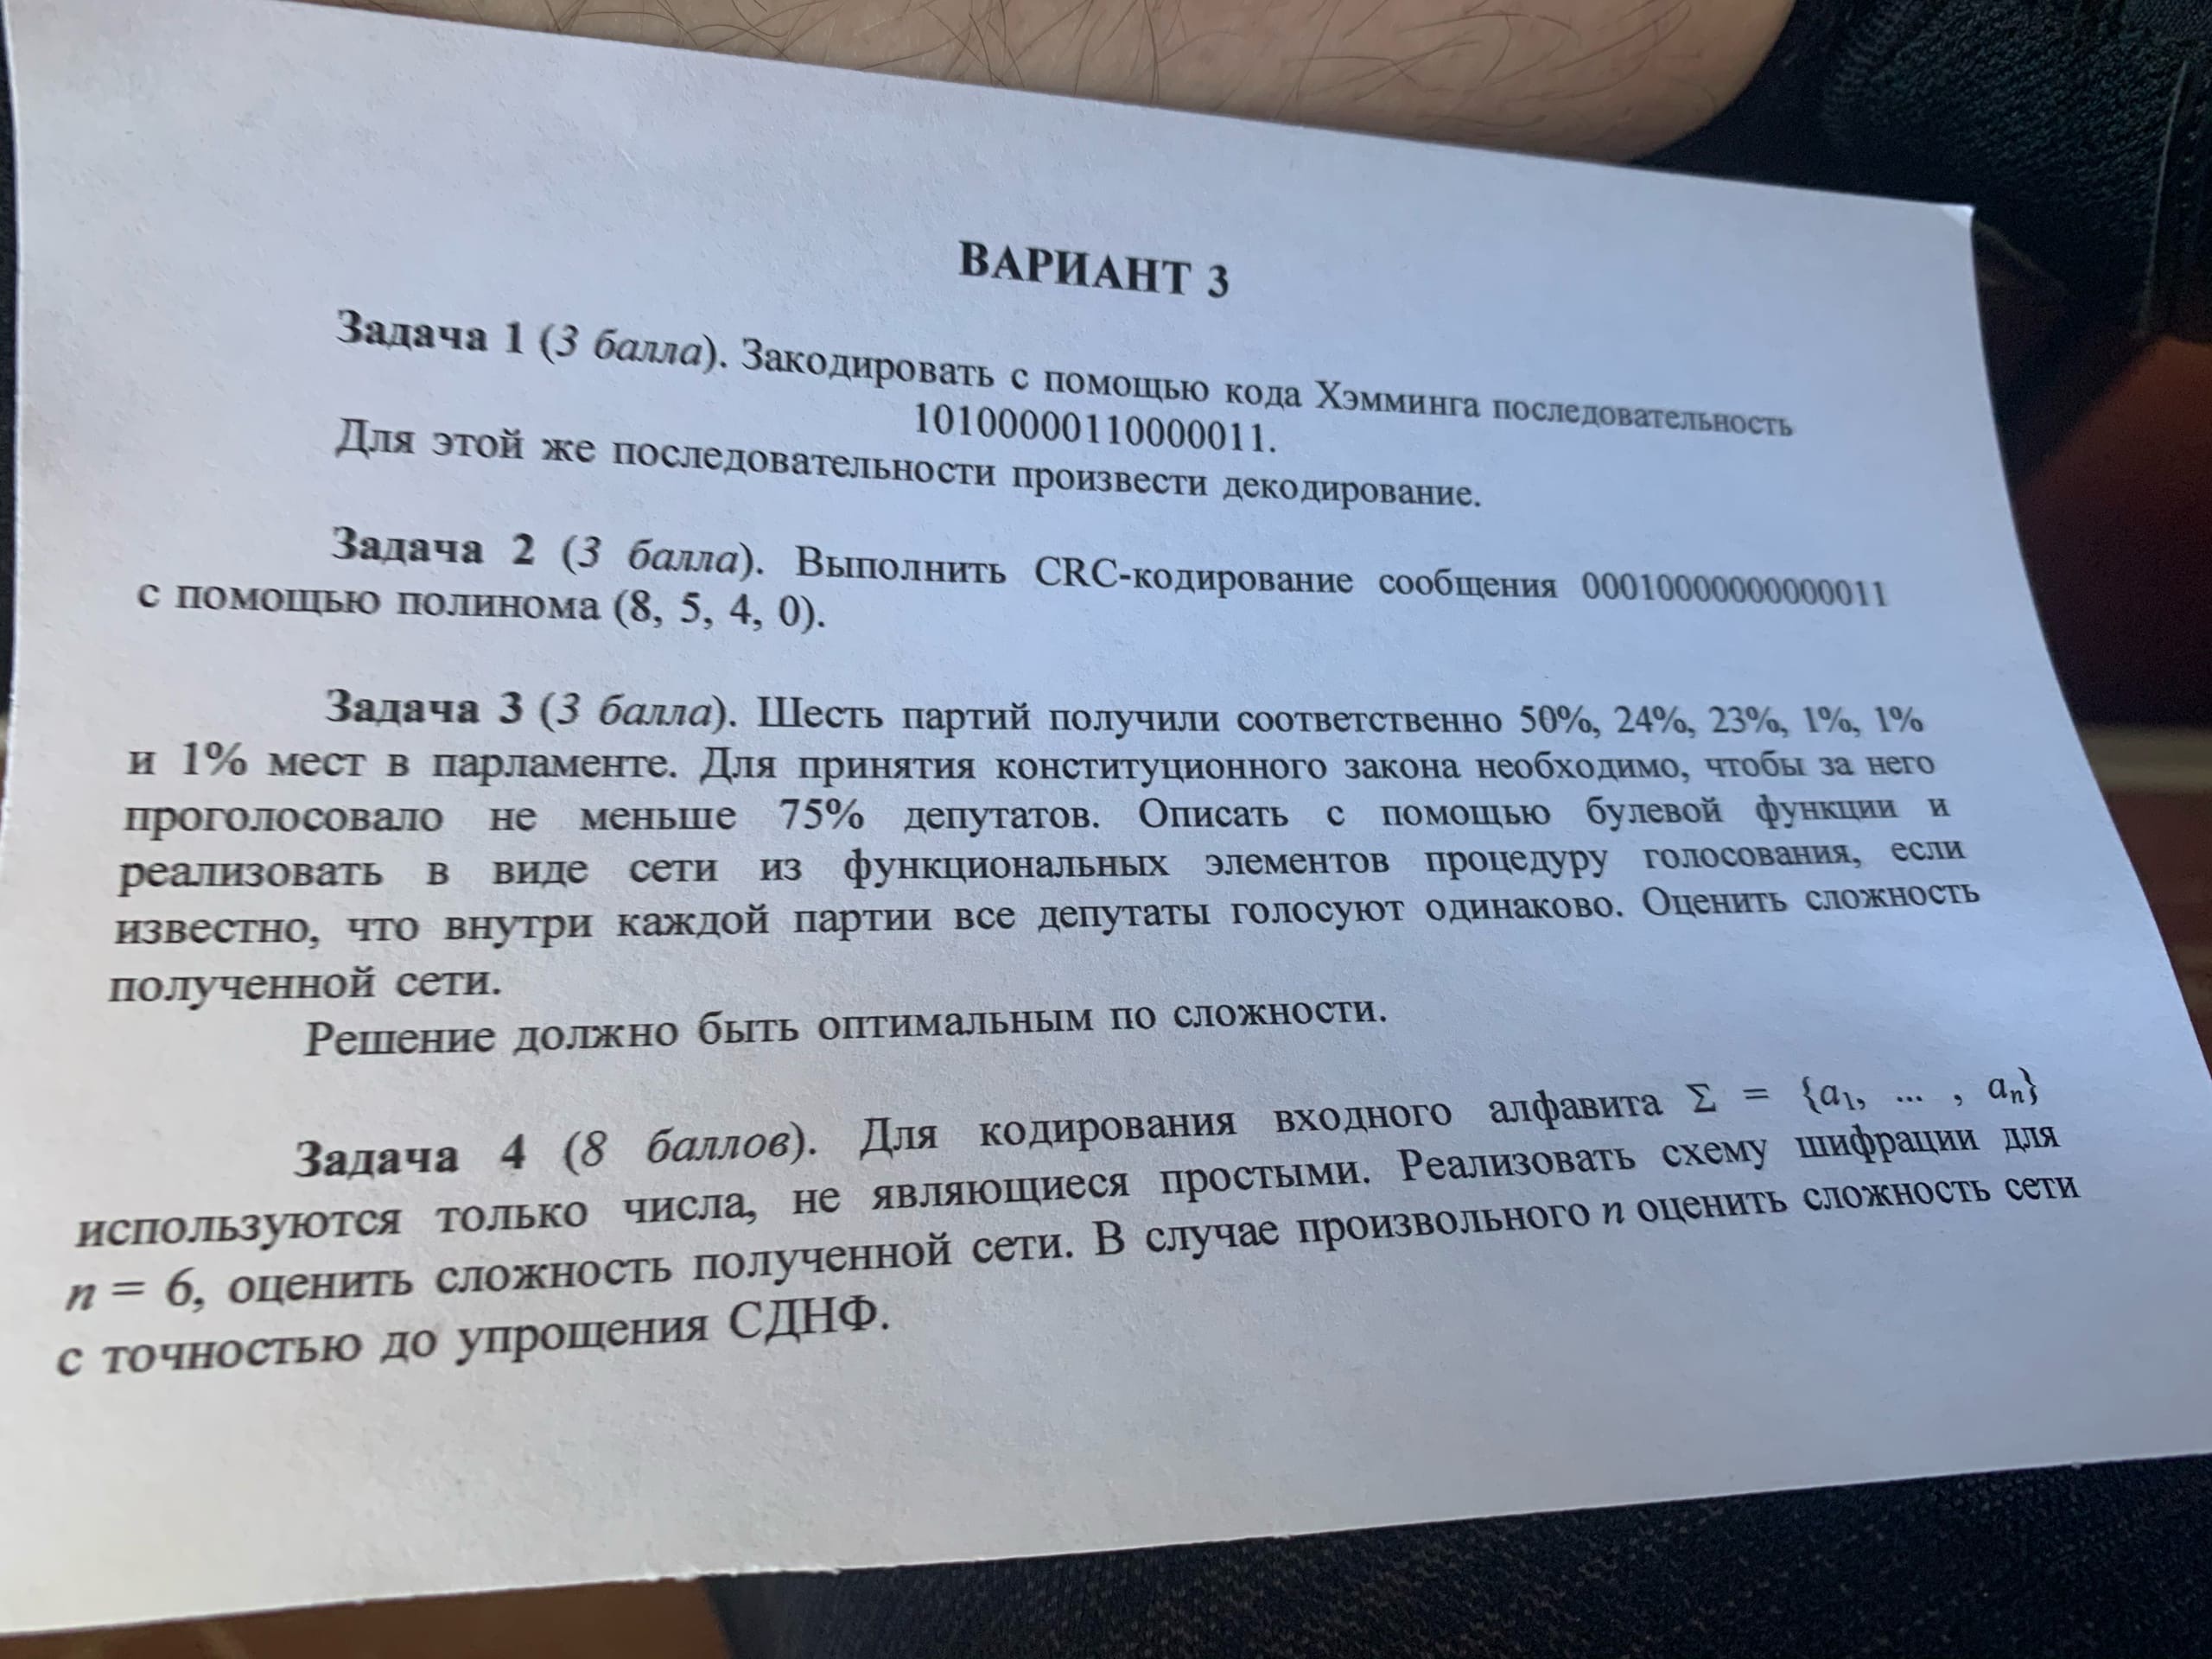 ВАРИАНТ 3
Задача 1 (3 балла). Закодировать с помощью кода Хэмминга последовательность
10100000110000011.
Для этой же последовательности произвести декодирование.
Задача 2 (3 балла). Выполнить CRC-кодирование сообщения 00010000000000011
с помощью полинома (8, 5, 4, 0).
Задача 3 (3 балла). Шесть партий получили соответственно 50%, 24%, 23%, 1%, 1%
и 1% мест в парламенте. Для принятия конституционного закона необходимо, чтобы за него
проголосовало не меньше 75% депутатов. Описать с помощью булевой функции и
реализовать в виде сети из функциональных элементов процедуру голосования, если
известно, что внутри каждой партии все депутаты голосуют одинаково. Оценить сложность
полученной сети.
Решение должно быть оптимальным по сложности.
Задача 4 (8 баллов). Для кодирования входного алфавита Σ = {a₁, ... , aₙ}
используются только числа, не являющиеся простыми. Реализовать схему шифрации для
n = 6, оценить сложность полученной сети. В случае произвольного n оценить сложность сети
с точностью до упрощения СДНФ.